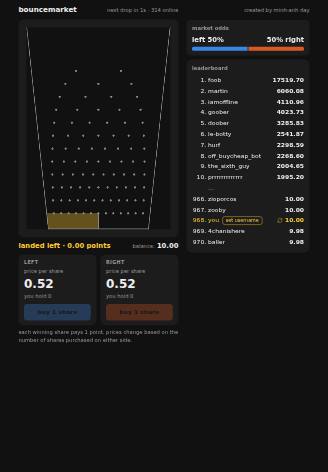 bouncemarket
next drop in 1s · 314 online
created by minh-anh day
market odds
left 50%
50% right
leaderboard
1. foob 17519.70
2. martin 6060.08
3. iamoffline 4110.96
4. goober 4023.73
5. doober 3285.83
6. le-botty 2541.87
7. hurf 2298.59
8. off_buycheap_bot 2268.60
9. the_sixth_guy 2004.65
10. prrrrrrrrrrrrr 1995.20
...
966. zioporcos 10.00
967. zooby 10.00
968. you set username 10.00
969. 4chanishere 9.98
970. baller 9.98
landed left · 0.00 points
balance: 10.00
LEFT
price per share
0.52
you hold 0
buy 1 share
RIGHT
price per share
0.52
you hold 0
buy 1 share
each winning share pays 1 point. prices change based on the
number of shares purchased on either side.